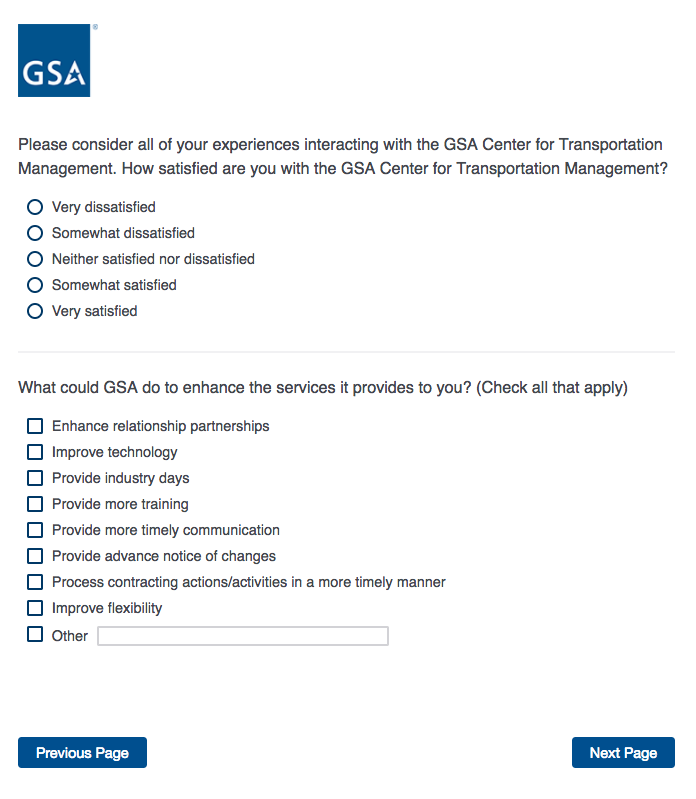 GSA
Please consider all of your experiences interacting with the GSA Center for Transportation
Management. How satisfied are you with the GSA Center for Transportation Management?
Very dissatisfied
Somewhat dissatisfied
Neither satisfied nor dissatisfied
Somewhat satisfied
Very satisfied
What could GSA do to enhance the services it provides to you? (Check all that apply)
Enhance relationship partnerships
Improve technology
Provide industry days
Provide more training
Provide more timely communication
Provide advance notice of changes
Process contracting actions/activities in a more timely manner
Improve flexibility
Other
Previous Page
Next Page